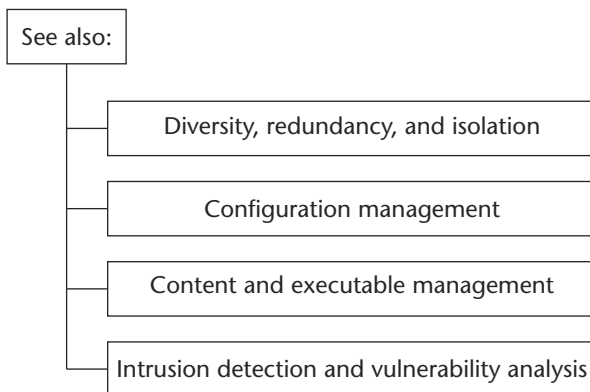 See also:
Diversity, redundancy, and isolation
Configuration management
Content and executable management
Intrusion detection and vulnerability analysis